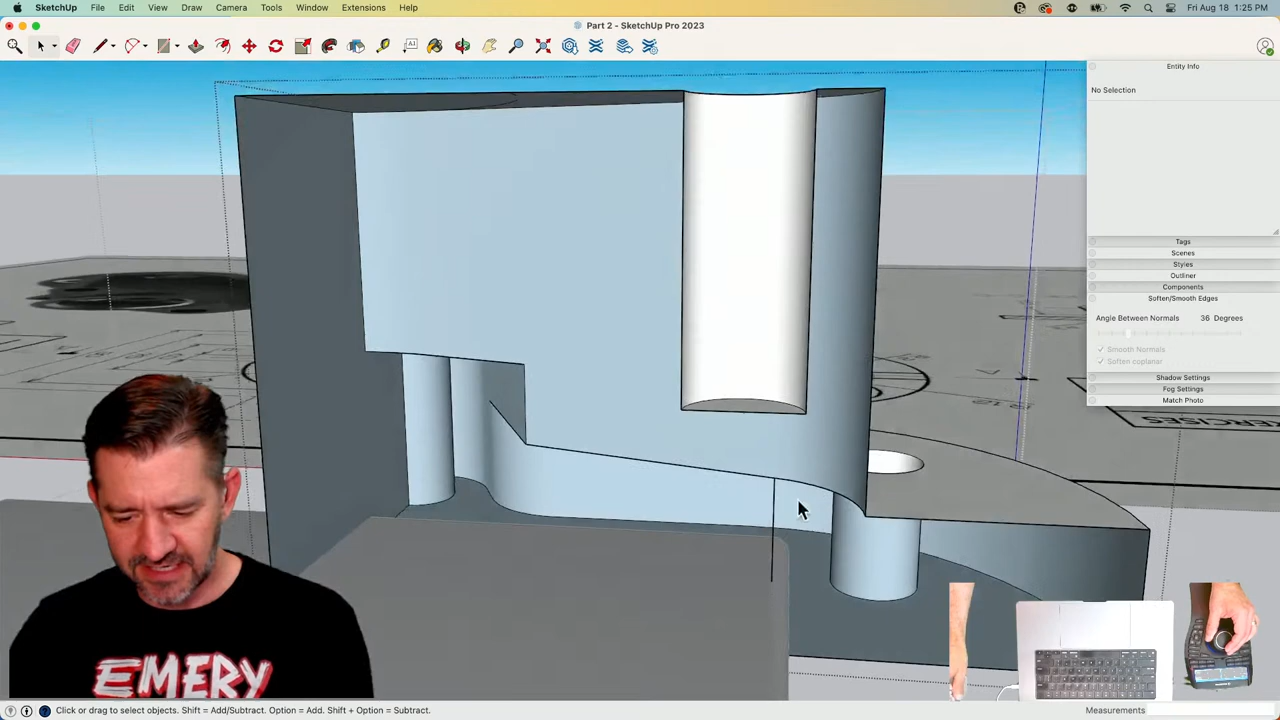 SketchUp File Edit View Draw Camera Tools Window Extensions Help
Fri Aug 18 1:25 PM
Part 2 - SketchUp Pro 2023
Entity Info
No Selection
Tags
Scenes
Styles
Outliner
Components
Soften/Smooth Edges
Angle Between Normals 36 Degrees
Smooth Normals
Soften coplanar
Shadow Settings
Fog Settings
Match Photo
EMERY
Click or drag to select objects. Shift = Add/Subtract. Option = Add. Shift + Option = Subtract.
Measurements